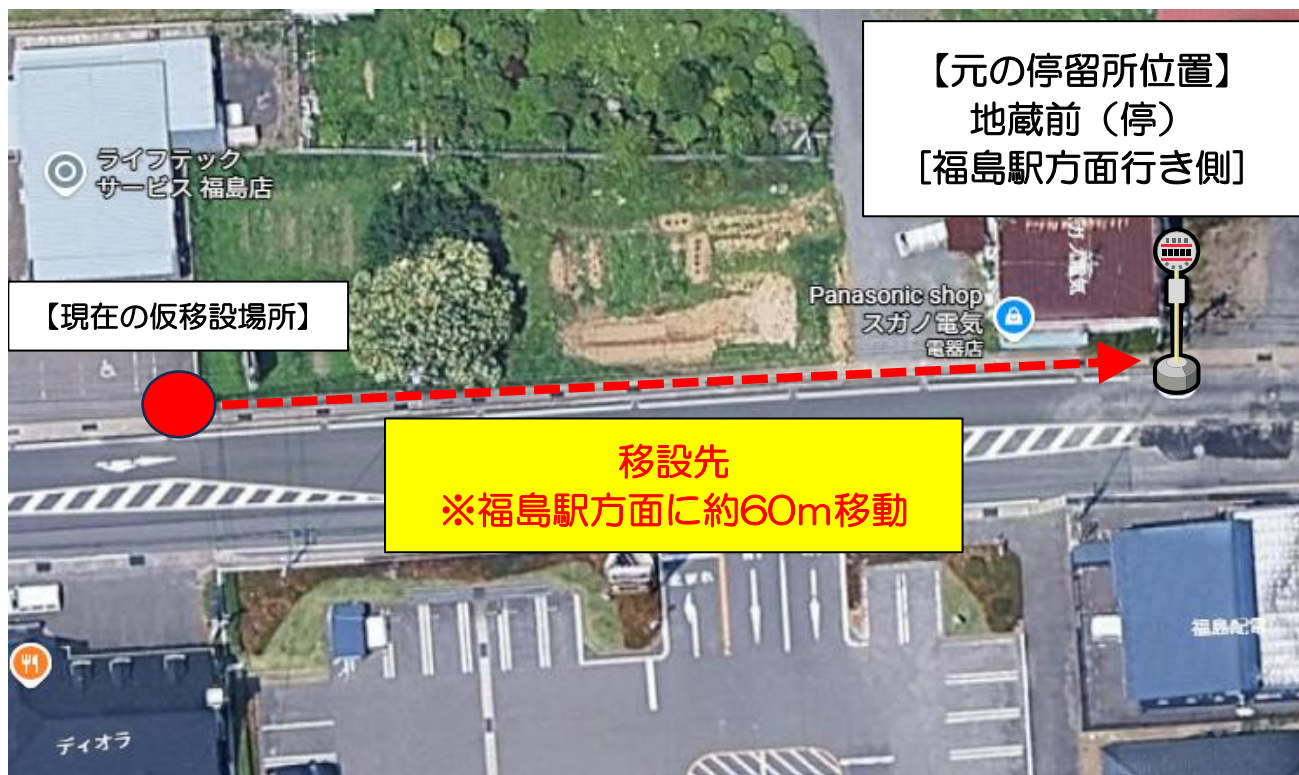 【元の停留所位置】
地蔵前（停）
[福島駅方面行き側]
ライフテック
サービス 福島店
【現在の仮移設場所】
Panasonic shop
スガノ電気
電器店
移設先
※福島駅方面に約60m移動
福島配電
ディオラ